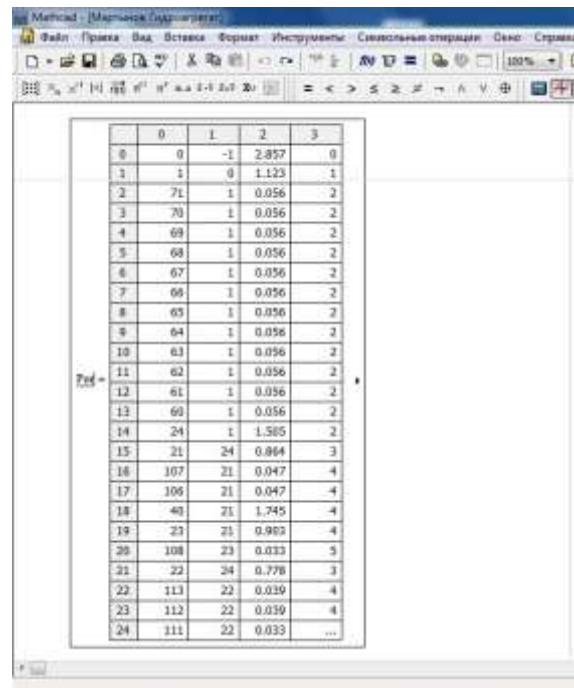 Mathcad - [Мартынов Гидроагрегат]
Файл Правка Вид Вставка Формат Инструменты Символьные операции Окно Справка
100%
= < > ≤ ≥ ≠ ¬ ∧ ∨ ⊕
0 1 2 3
0 0 -1 2.857 0
1 1 0 1.123 1
2 71 1 0.056 2
3 70 1 0.056 2
4 69 1 0.056 2
5 68 1 0.056 2
6 67 1 0.056 2
7 66 1 0.056 2
8 65 1 0.056 2
9 64 1 0.056 2
10 63 1 0.056 2
11 62 1 0.056 2
12 61 1 0.056 2
13 60 1 0.056 2
14 24 1 1.505 2
15 21 24 0.864 3
16 107 21 0.047 4
17 106 21 0.047 4
18 40 21 1.745 4
19 23 21 0.903 4
20 108 23 0.033 5
21 22 24 0.778 3
22 113 22 0.039 4
23 112 22 0.039 4
24 111 22 0.033 ...